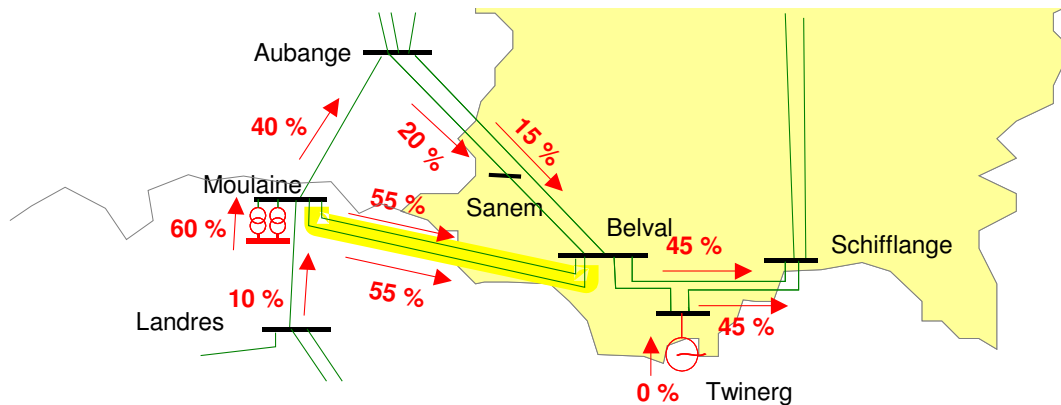 Aubange
40 %
20 %
15 %
Moulaine
55 %
Sanem
60 %
Belval
45 %
Schifflange
55 %
10 %
Landres
45 %
0 %
Twinerg